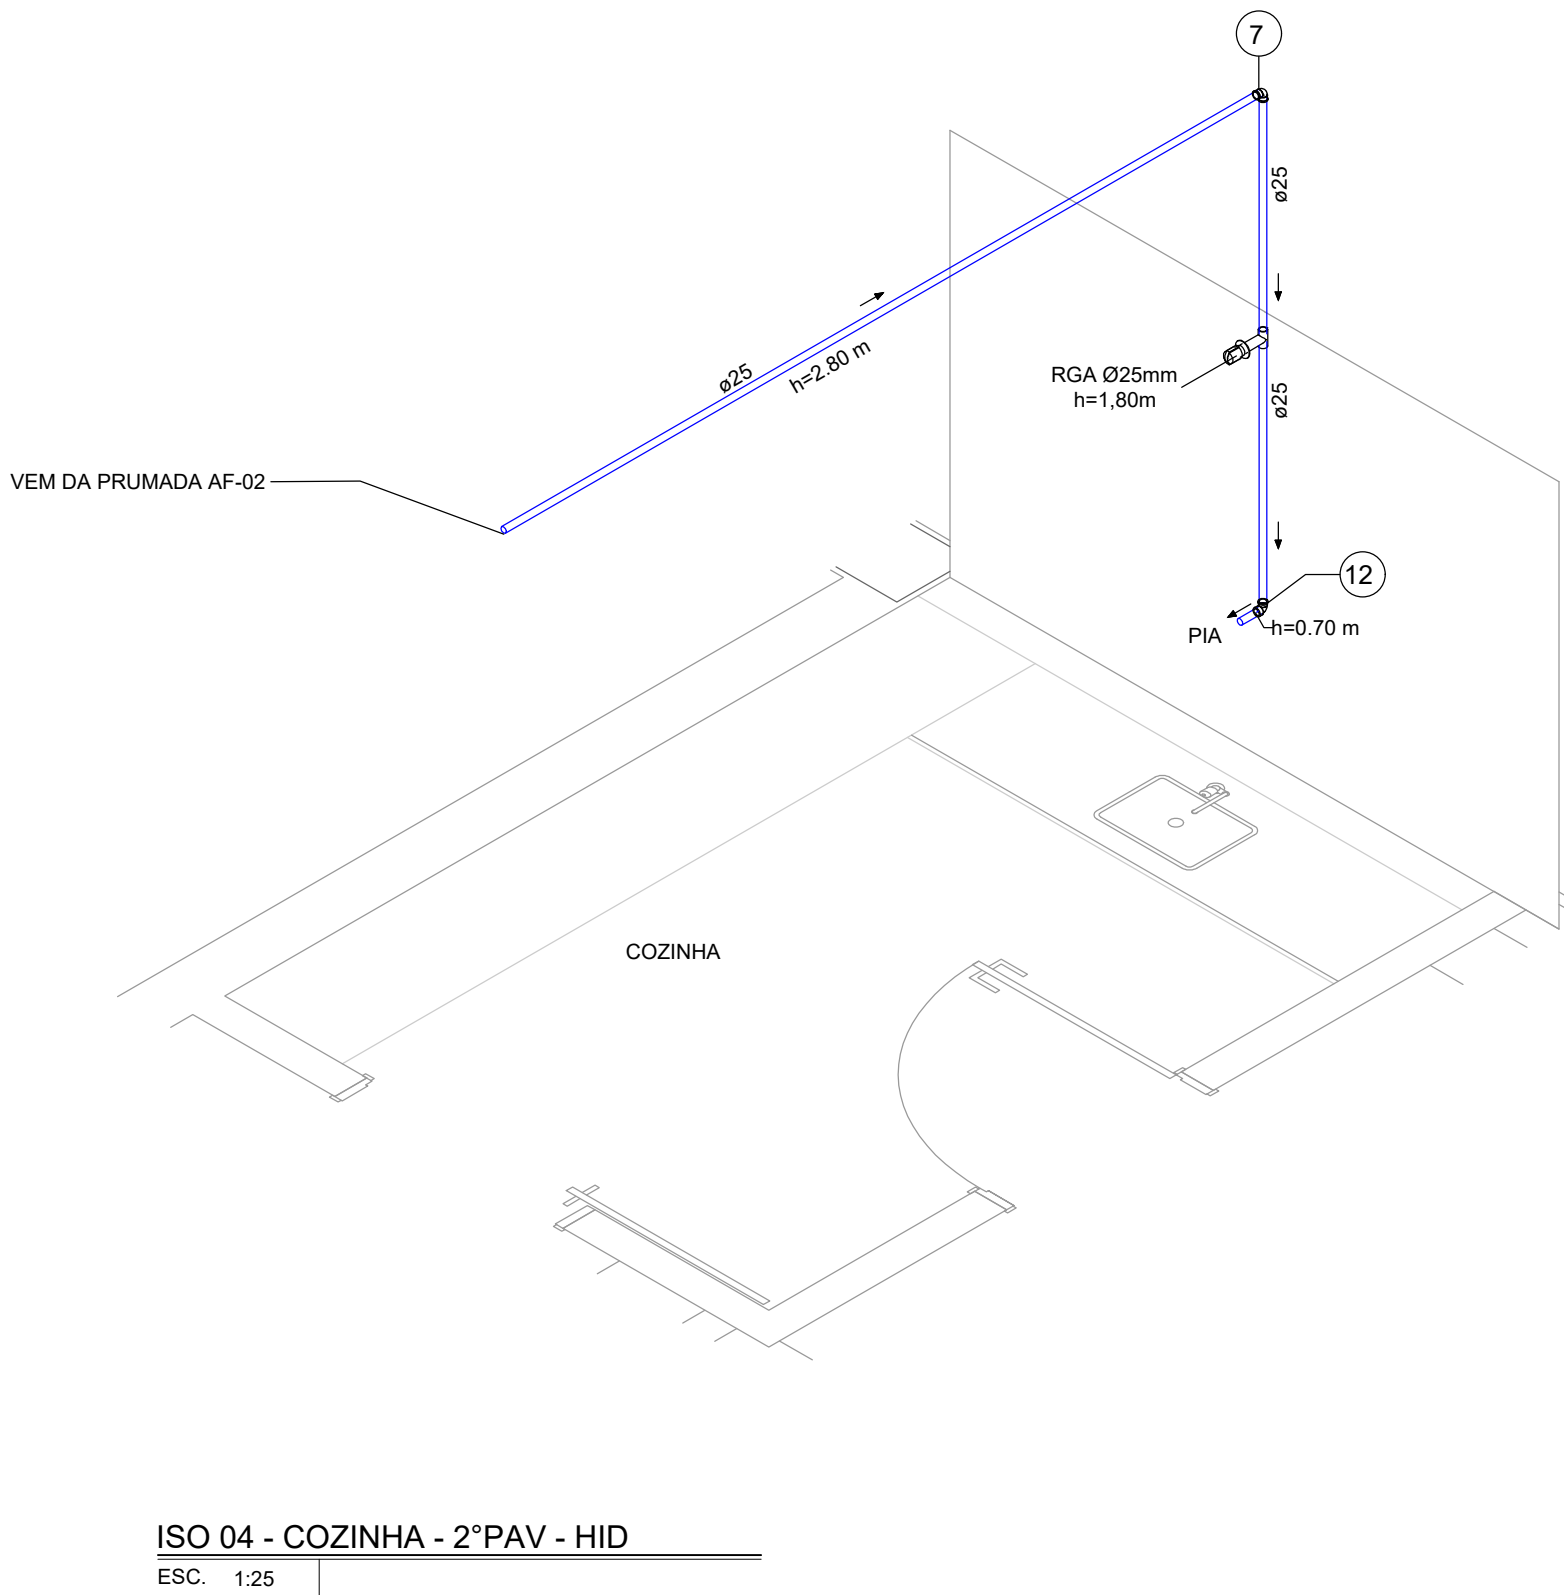 7
ø25
ø25
h=2.80 m
RGA Ø25mm
h=1,80m
ø25
VEM DA PRUMADA AF-02
12
PIA
h=0.70 m
COZINHA
ISO 04 - COZINHA - 2°PAV - HID
ESC. 1:25